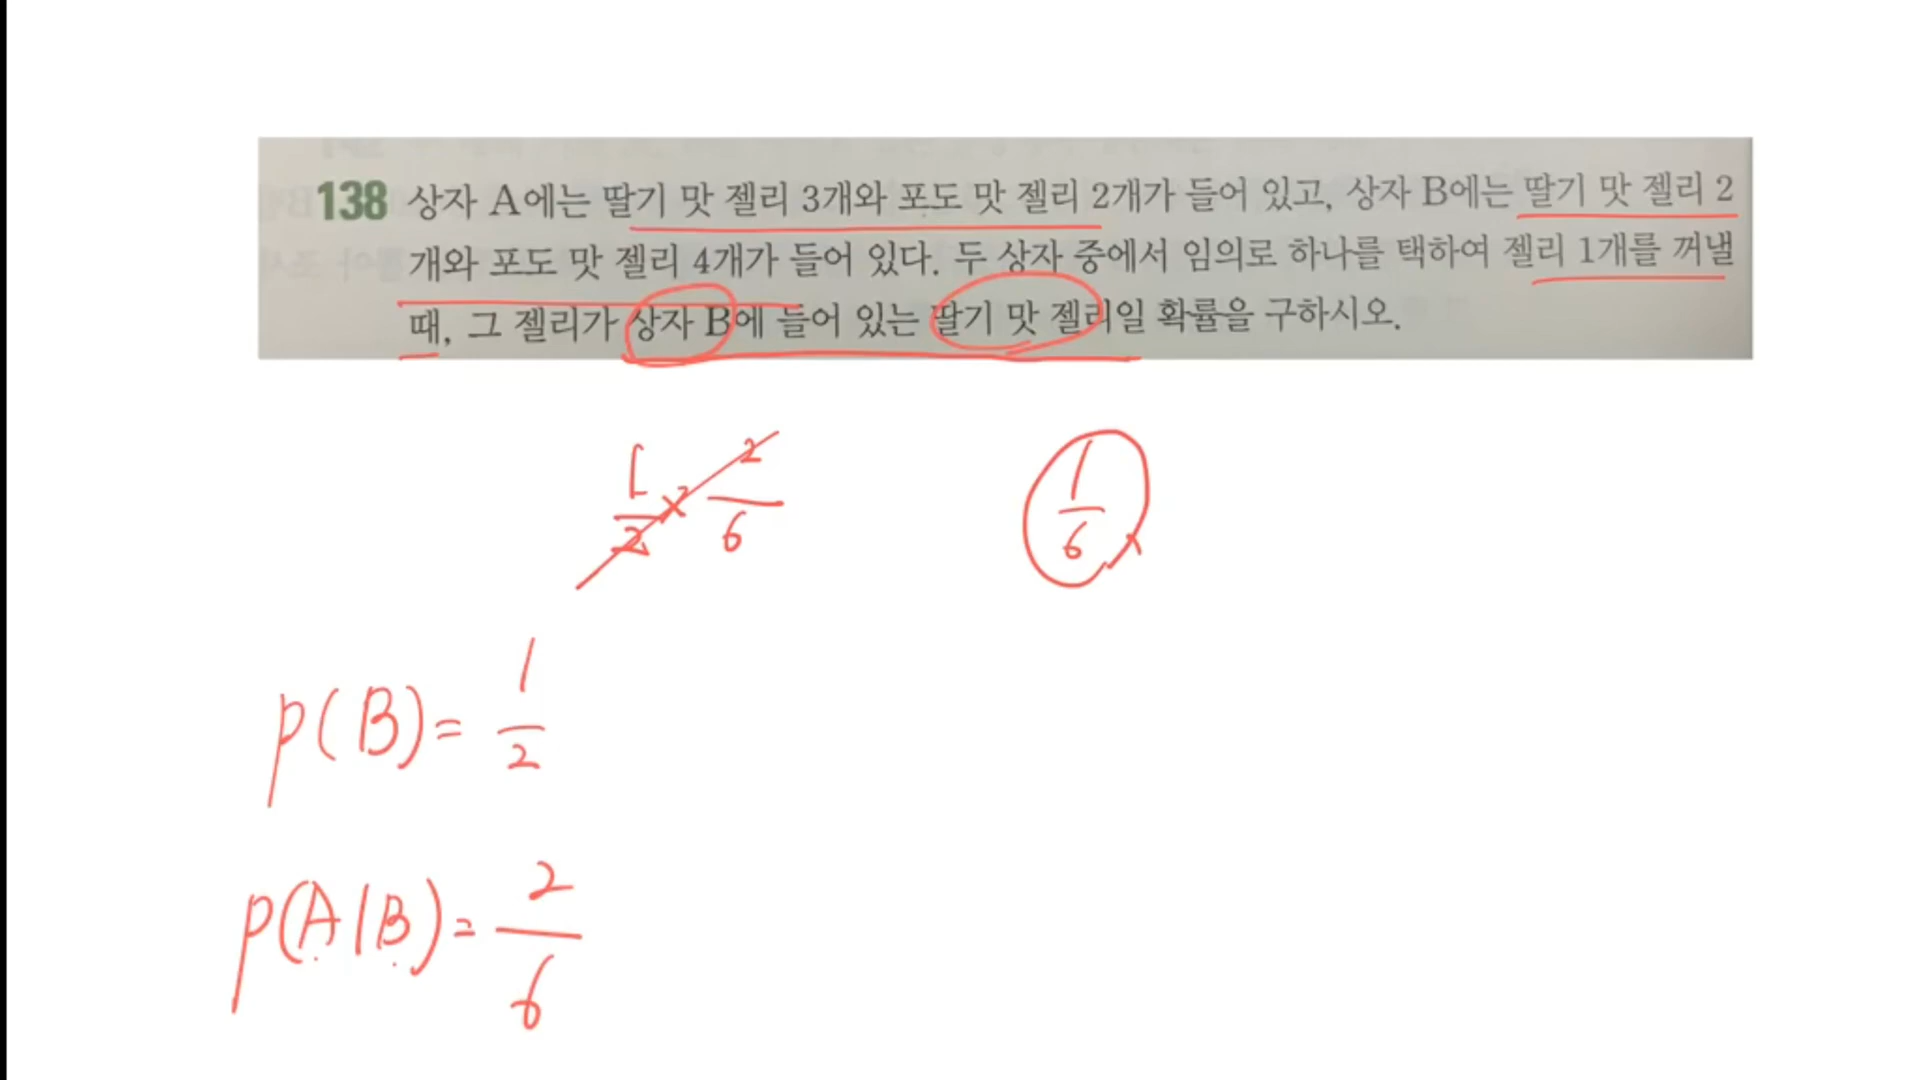 138 상자 A에는 딸기 맛 젤리 3개와 포도 맛 젤리 2개가 들어 있고, 상자 B에는 딸기 맛 젤리 2
개와 포도 맛 젤리 4개가 들어 있다. 두 상자 중에서 임의로 하나를 택하여 젤리 1개를 꺼낼
때, 그 젤리가 상자 B에 들어 있는 딸기 맛 젤리일 확률을 구하시오.
1/2 × 2/6
1/6
P(B) = 1/2
P(A|B) = 2/6